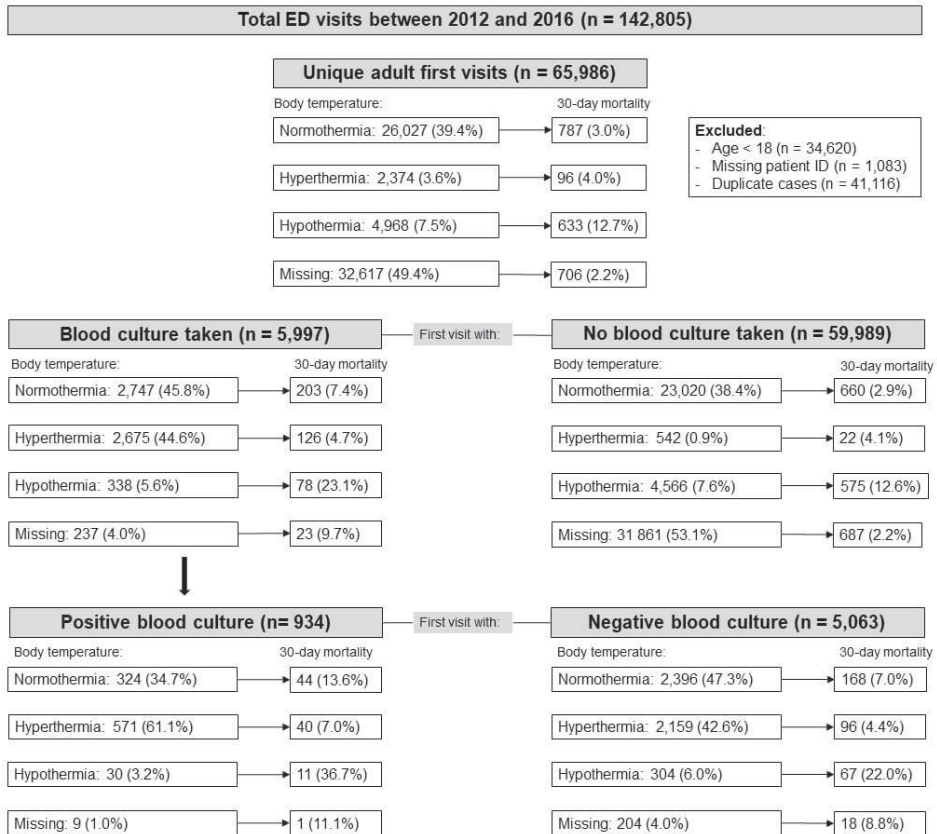 Total ED visits between 2012 and 2016 (n = 142,805)
Unique adult first visits (n = 65,986)
Body temperature: 30-day mortality
Normothermia: 26,027 (39.4%) 787 (3.0%)
Hyperthermia: 2,374 (3.6%) 96 (4.0%)
Hypothermia: 4,968 (7.5%) 633 (12.7%)
Missing: 32,617 (49.4%) 706 (2.2%)
Excluded:
- Age < 18 (n = 34,620)
- Missing patient ID (n = 1,083)
- Duplicate cases (n = 41,116)
Blood culture taken (n = 5,997)
First visit with:
No blood culture taken (n = 59,989)
Body temperature: 30-day mortality
Normothermia: 2,747 (45.8%) 203 (7.4%)
Hyperthermia: 2,675 (44.6%) 126 (4.7%)
Hypothermia: 338 (5.6%) 78 (23.1%)
Missing: 237 (4.0%) 23 (9.7%)
Body temperature: 30-day mortality
Normothermia: 23,020 (38.4%) 660 (2.9%)
Hyperthermia: 542 (0.9%) 22 (4.1%)
Hypothermia: 4,566 (7.6%) 575 (12.6%)
Missing: 31 861 (53.1%) 687 (2.2%)
Positive blood culture (n= 934)
First visit with:
Negative blood culture (n = 5,063)
Body temperature: 30-day mortality
Normothermia: 324 (34.7%) 44 (13.6%)
Hyperthermia: 571 (61.1%) 40 (7.0%)
Hypothermia: 30 (3.2%) 11 (36.7%)
Missing: 9 (1.0%) 1 (11.1%)
Body temperature: 30-day mortality
Normothermia: 2,396 (47.3%) 168 (7.0%)
Hyperthermia: 2,159 (42.6%) 96 (4.4%)
Hypothermia: 304 (6.0%) 67 (22.0%)
Missing: 204 (4.0%) 18 (8.8%)